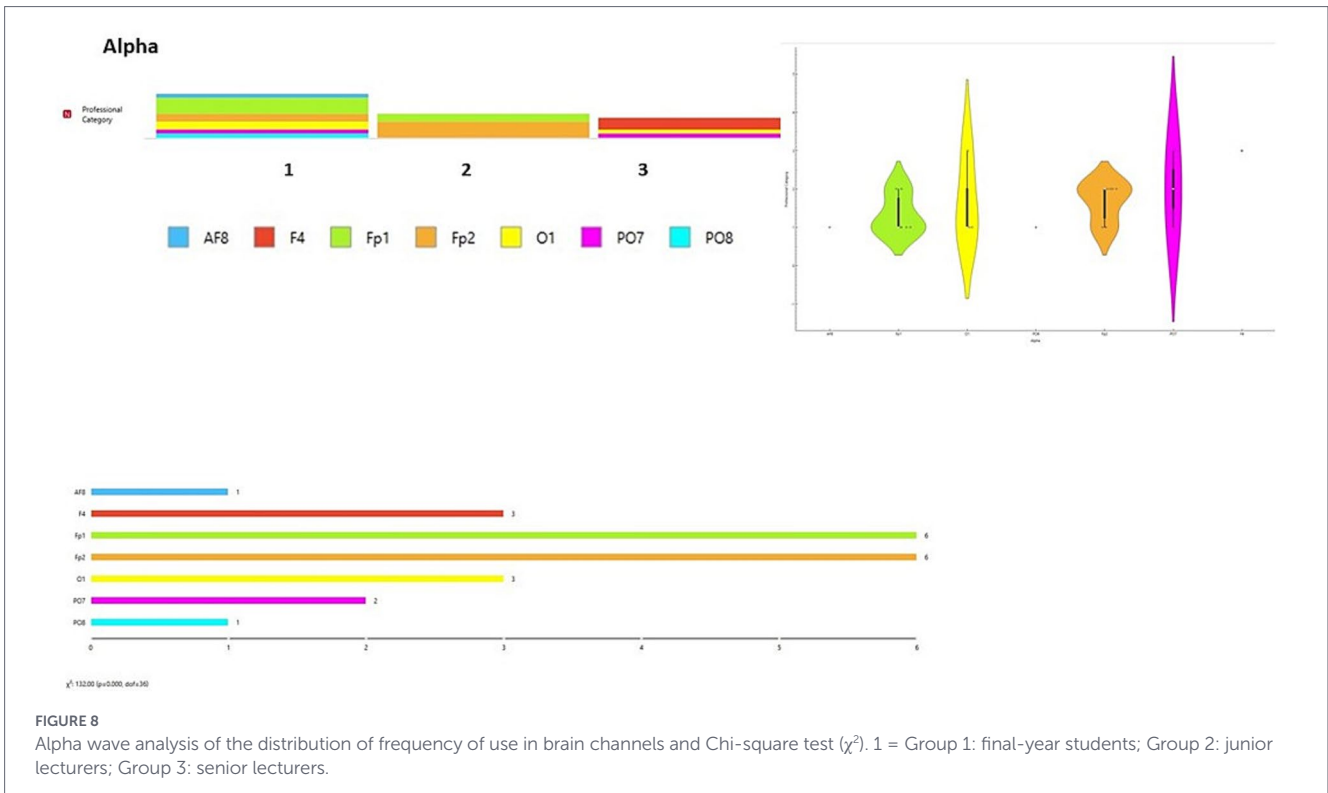 Alpha
N
Professional
Category
1 2 3
AF8 F4 Fp1 Fp2 O1 PO7 PO8
AF8 1
F4 3
Fp1 6
Fp2 6
O1 3
PO7 2
PO8 1
0 1 2 3 4 5 6
χ²: 132.00 (p=0.000, dof=36)
FIGURE 8
Alpha wave analysis of the distribution of frequency of use in brain channels and Chi-square test (χ²). 1 = Group 1: final-year students; Group 2: junior
lecturers; Group 3: senior lecturers.